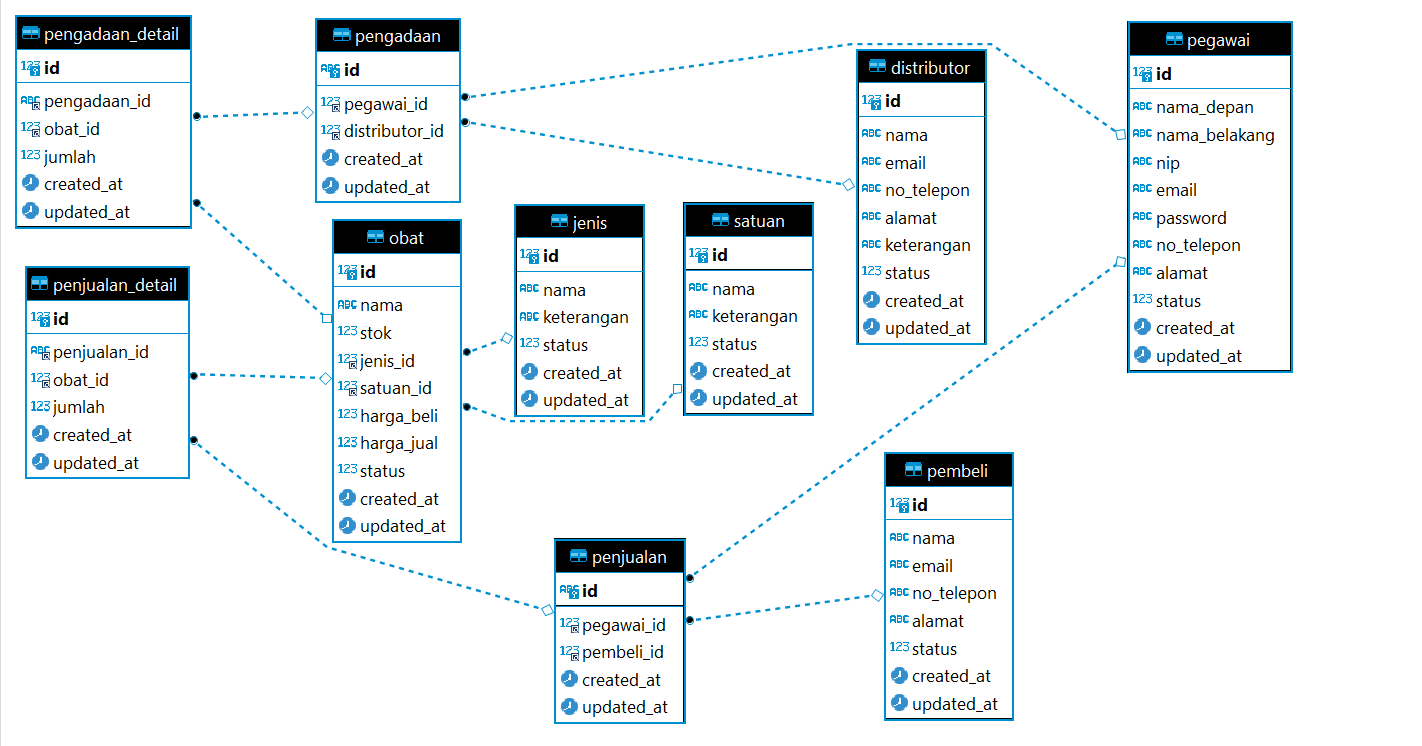 pengadaan_detail
id
pengadaan_id
obat_id
jumlah
created_at
updated_at
pengadaan
id
pegawai_id
distributor_id
created_at
updated_at
distributor
id
nama
email
no_telepon
alamat
keterangan
status
created_at
updated_at
pegawai
id
nama_depan
nama_belakang
nip
email
password
no_telepon
alamat
status
created_at
updated_at
penjualan_detail
id
penjualan_id
obat_id
jumlah
created_at
updated_at
obat
id
nama
stok
jenis_id
satuan_id
harga_beli
harga_jual
status
created_at
updated_at
jenis
id
nama
keterangan
status
created_at
updated_at
satuan
id
nama
keterangan
status
created_at
updated_at
penjualan
id
pegawai_id
pembeli_id
created_at
updated_at
pembeli
id
nama
email
no_telepon
alamat
status
created_at
updated_at